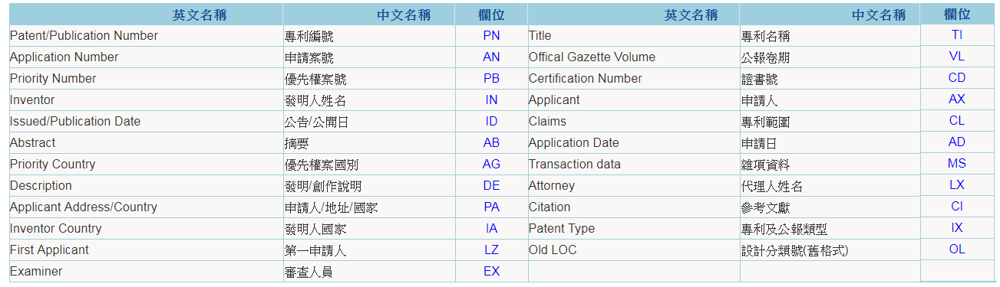 英文名稱 中文名稱 欄位 英文名稱 中文名稱 欄位
Patent/Publication Number 專利編號 PN Title 專利名稱 TI
Application Number 申請案號 AN Offical Gazette Volume 公報卷期 VL
Priority Number 優先權案號 PB Certification Number 證書號 CD
Inventor 發明人姓名 IN Applicant 申請人 AX
Issued/Publication Date 公告/公開日 ID Claims 專利範圍 CL
Abstract 摘要 AB Application Date 申請日 AD
Priority Country 優先權案國別 AG Transaction data 雜項資料 MS
Description 發明/創作說明 DE Attorney 代理人姓名 LX
Applicant Address/Country 申請人/地址/國家 PA Citation 參考文獻 CI
Inventor Country 發明人國家 IA Patent Type 專利及公報類型 IX
First Applicant 第一申請人 LZ Old LOC 設計分類號(舊格式) OL
Examiner 審查人員 EX